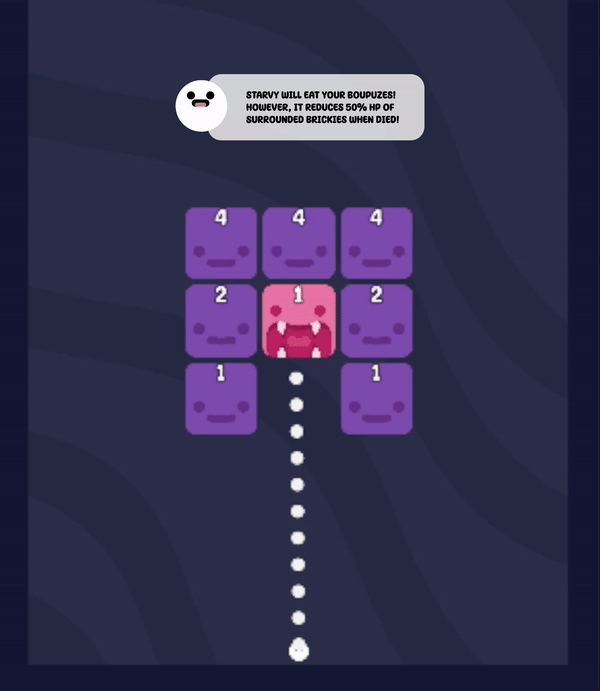 STARVY WILL EAT YOUR BOUPUZES!
HOWEVER, IT REDUCES 50% HP OF
SURROUNDED BRICKIES WHEN DIED!
4 4 4
2 1 2
1 1